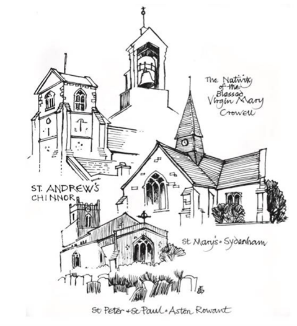 The Nativity
of the
Blessed
Virgin Mary
Crowell
ST. ANDREW'S
CHINNOR
St Marys • Sydenham
St Peter + St Paul • Aston Rowant